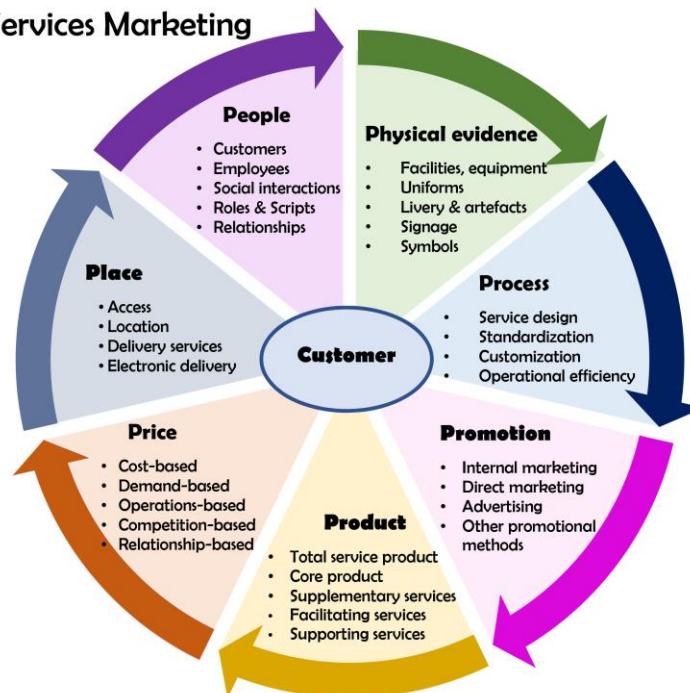 ervices Marketing
People
• Customers
• Employees
• Social interactions
• Roles & Scripts
• Relationships
Physical evidence
• Facilities, equipment
• Uniforms
• Livery & artefacts
• Signage
• Symbols
Process
• Service design
• Standardization
• Customization
• Operational efficiency
Promotion
• Internal marketing
• Direct marketing
• Advertising
• Other promotional
methods
Product
• Total service product
• Core product
• Supplementary services
• Facilitating services
• Supporting services
Price
• Cost-based
• Demand-based
• Operations-based
• Competition-based
• Relationship-based
Place
• Access
• Location
• Delivery services
• Electronic delivery
Customer